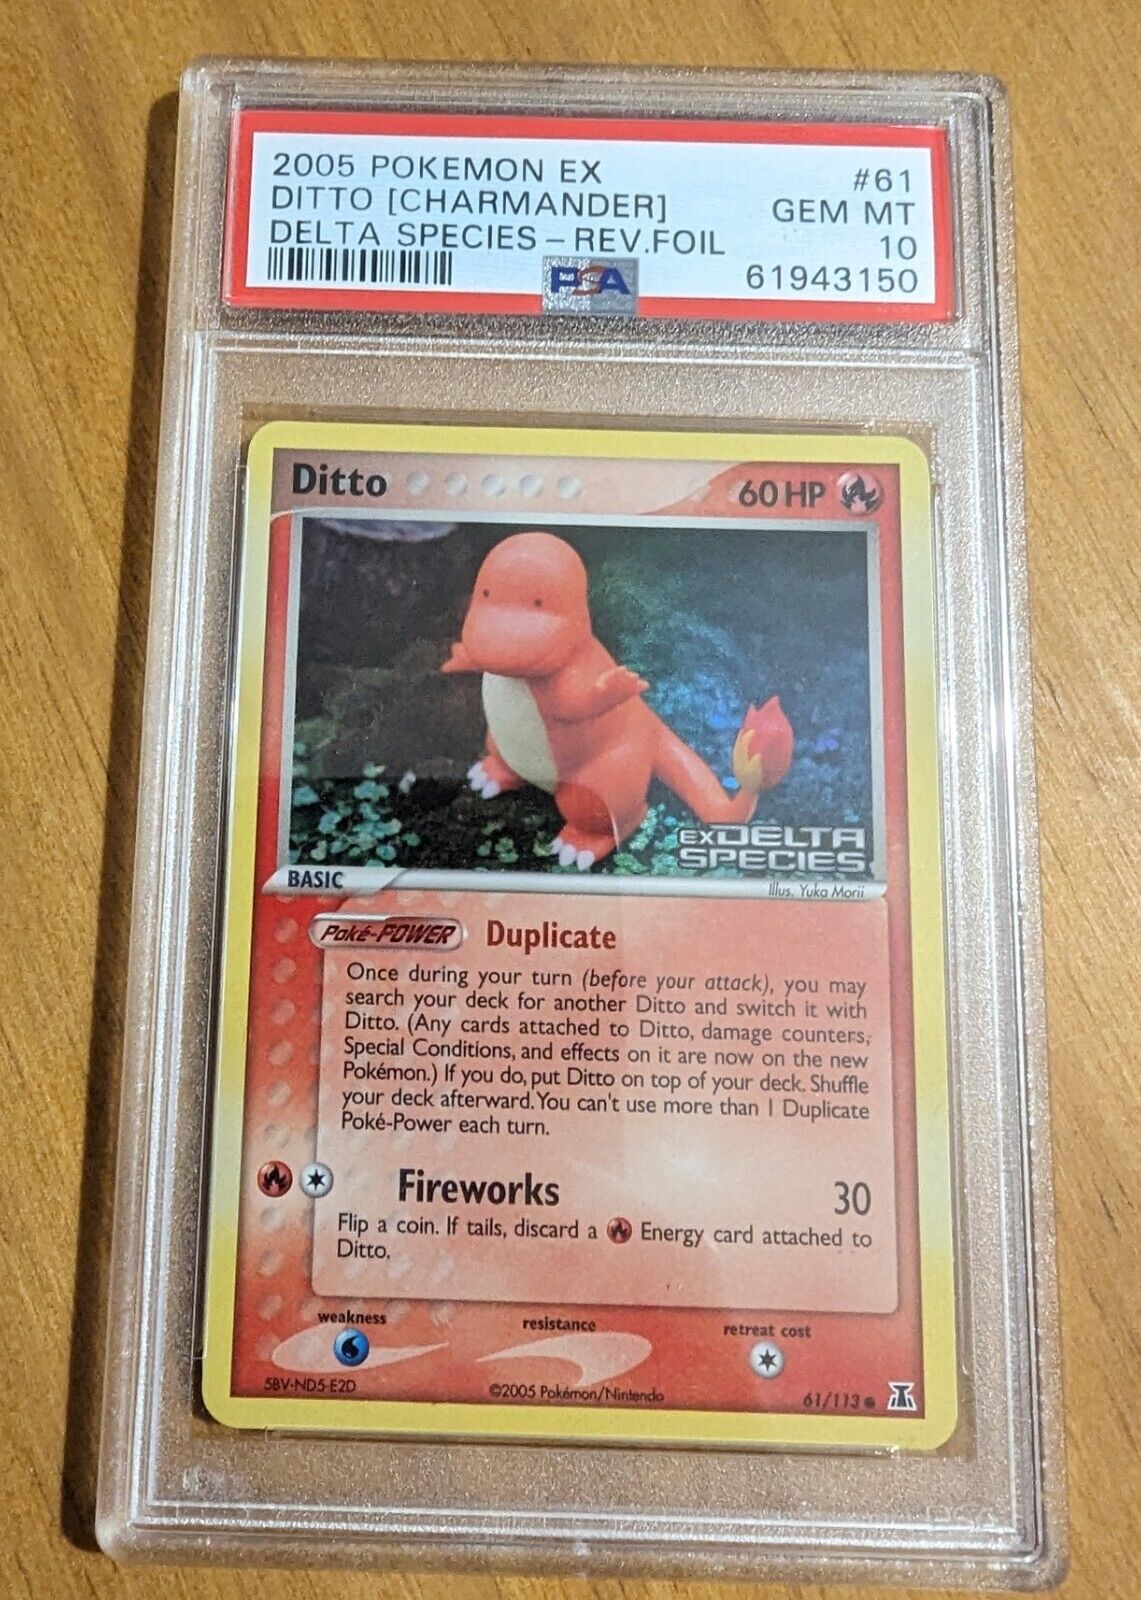 2005 POKEMON EX #61
DITTO [CHARMANDER] GEM MT
DELTA SPECIES - REV.FOIL 10
PSA 61943150
Ditto 60 HP
EX DELTA
SPECIES
BASIC
Illus. Yuka Morii
Poké-POWER Duplicate
Once during your turn (before your attack), you may
search your deck for another Ditto and switch it with
Ditto. (Any cards attached to Ditto, damage counters,
Special Conditions, and effects on it are now on the new
Pokémon.) If you do, put Ditto on top of your deck. Shuffle
your deck afterward. You can't use more than 1 Duplicate
Poké-Power each turn.
Fireworks 30
Flip a coin. If tails, discard a Energy card attached to
Ditto.
weakness resistance retreat cost
5BV-ND5-E2D ©2005 Pokémon/Nintendo 61/113